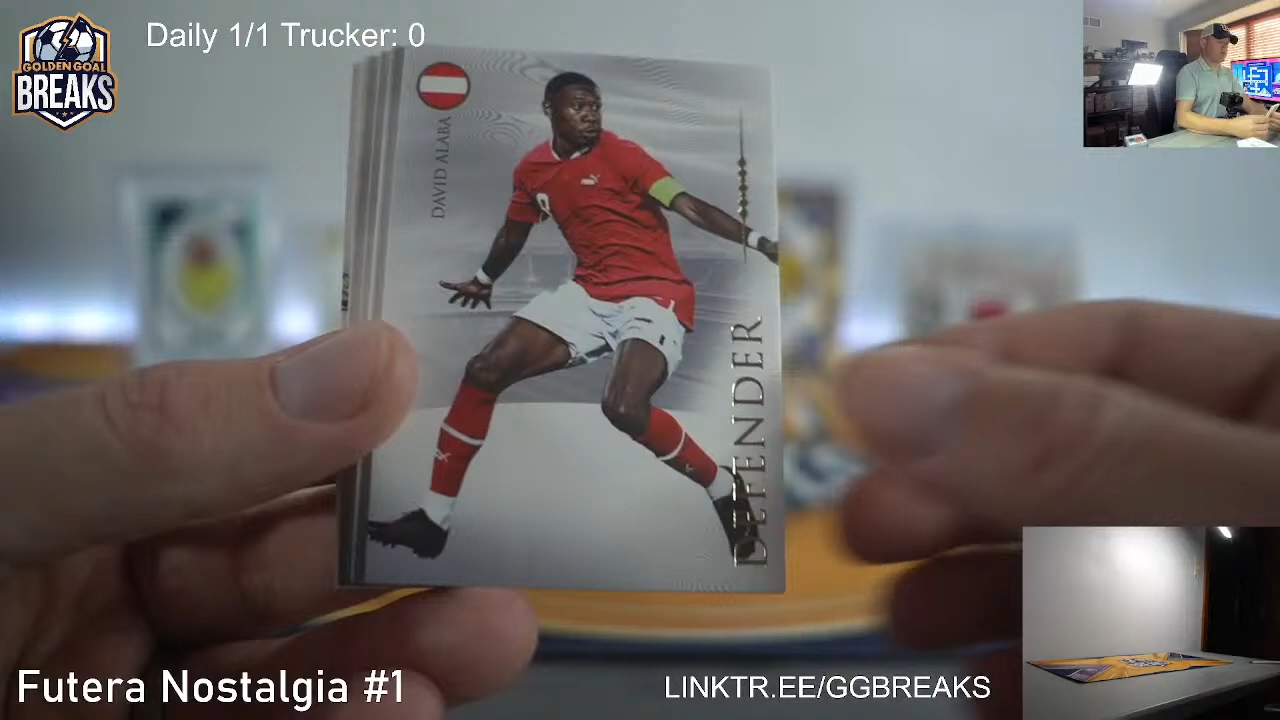 Daily 1/1 Trucker: 0
GOLDEN GOAL
BREAKS
DAVID ALABA
DEFENDER
Futera Nostalgia #1
LINKTR.EE/GGBREAKS